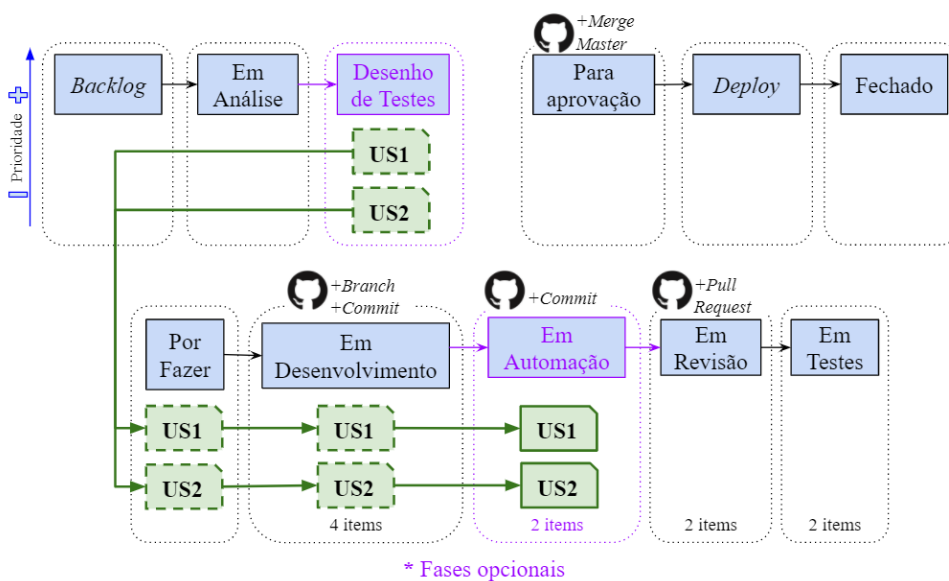 +Merge
Master
Prioridade
Backlog
Em
Análise
Desenho
de Testes
Para
aprovação
Deploy
Fechado
US1
US2
+Branch
+Commit
+Commit
+Pull
Request
Por
Fazer
Em
Desenvolvimento
Em
Automação
Em
Revisão
Em
Testes
US1
US1
US1
US2
US2
US2
4 items
2 items
2 items
2 items
* Fases opcionais